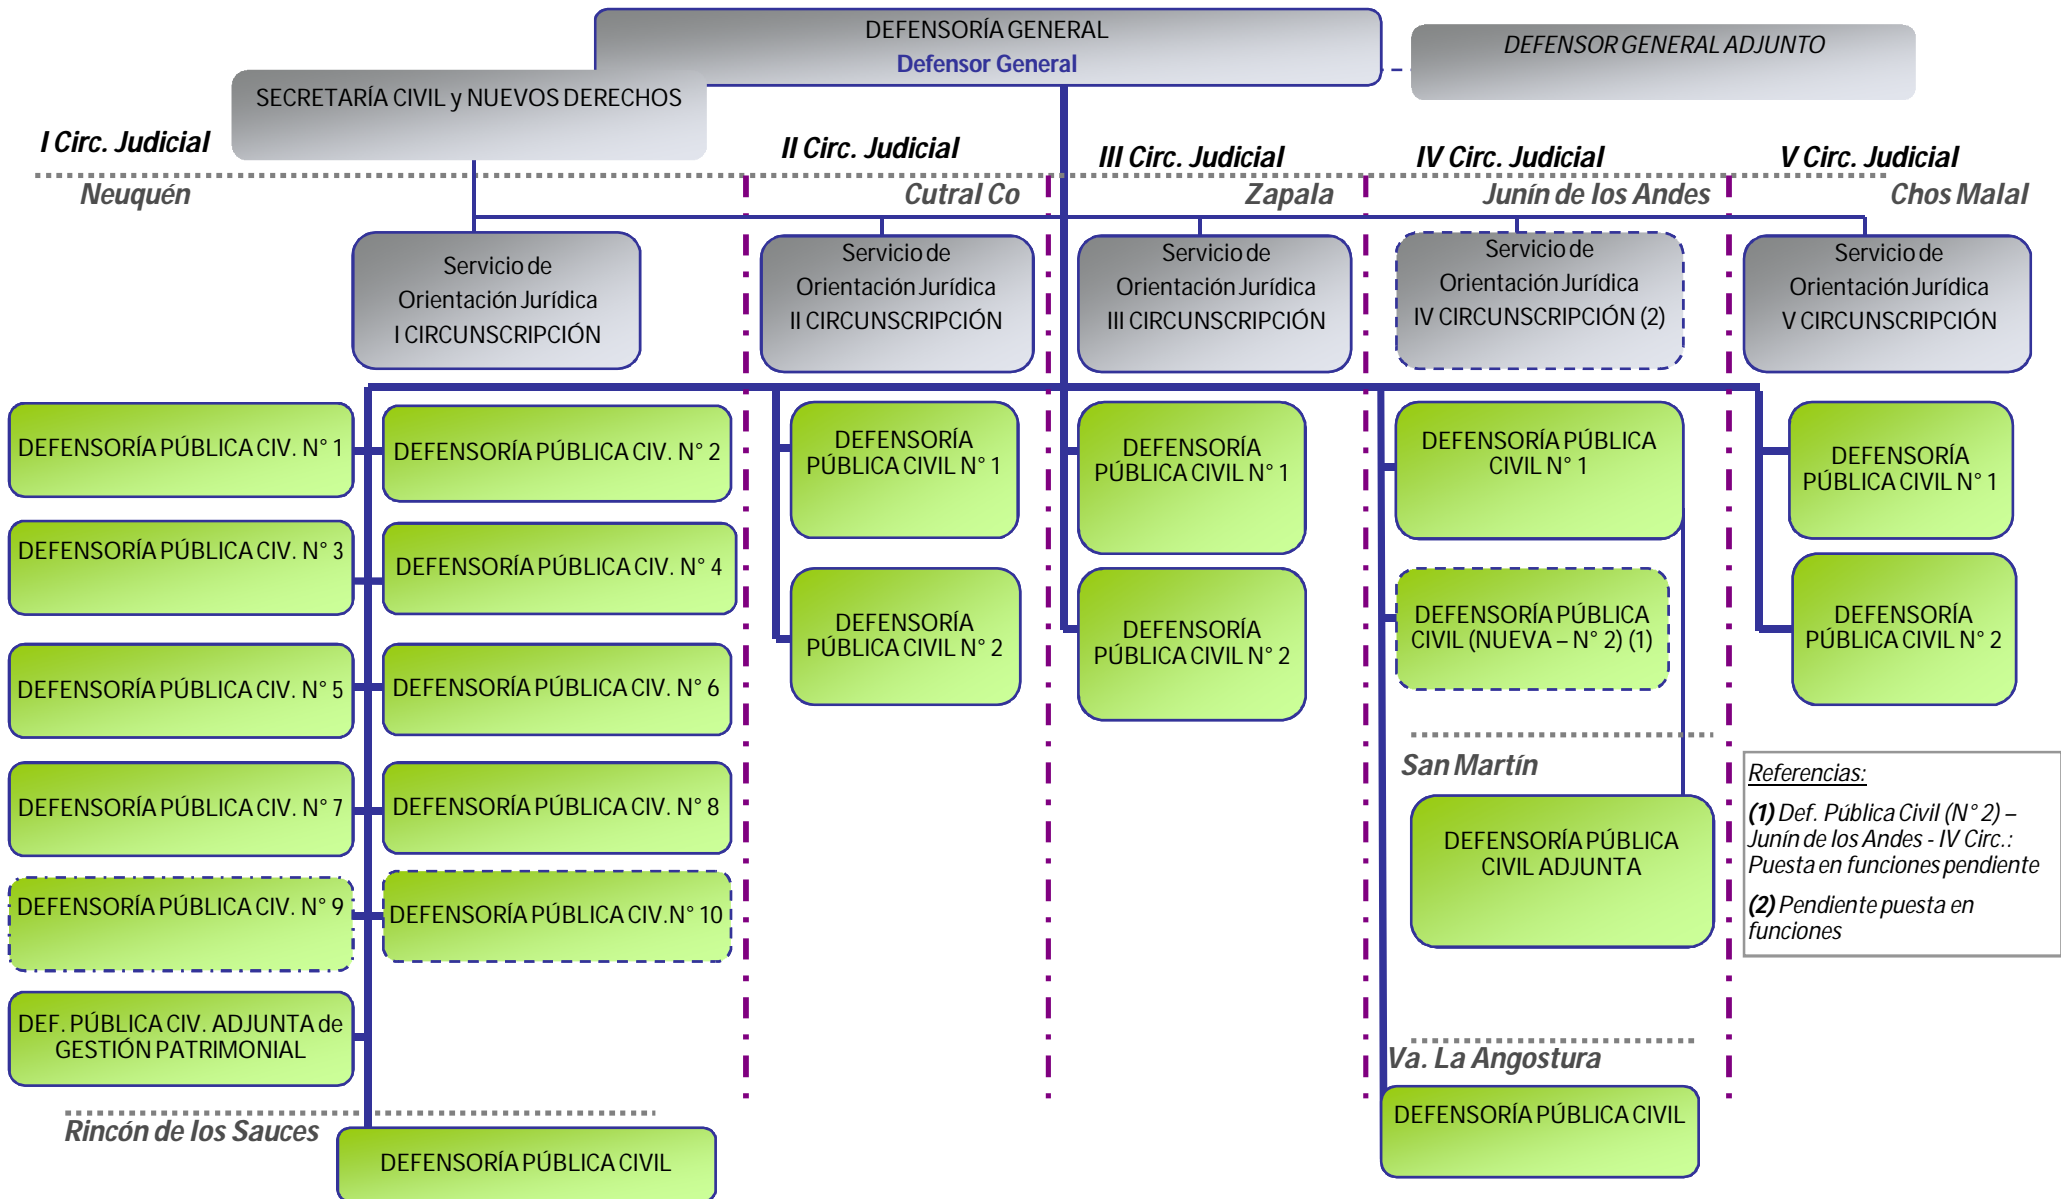 DEFENSORÍA GENERAL
Defensor General
DEFENSOR GENERAL ADJUNTO
SECRETARÍA CIVIL y NUEVOS DERECHOS
I Circ. Judicial
II Circ. Judicial
III Circ. Judicial
IV Circ. Judicial
V Circ. Judicial
Neuquén
Cutral Co
Zapala
Junín de los Andes
Chos Malal
Servicio de
Orientación Jurídica
I CIRCUNSCRIPCIÓN
Servicio de
Orientación Jurídica
II CIRCUNSCRIPCIÓN
Servicio de
Orientación Jurídica
III CIRCUNSCRIPCIÓN
Servicio de
Orientación Jurídica
IV CIRCUNSCRIPCIÓN (2)
Servicio de
Orientación Jurídica
V CIRCUNSCRIPCIÓN
DEFENSORÍA PÚBLICA CIV. N° 1
DEFENSORÍA PÚBLICA CIV. N° 2
DEFENSORÍA PÚBLICA CIV. N° 3
DEFENSORÍA PÚBLICA CIV. N° 4
DEFENSORÍA PÚBLICA CIV. N° 5
DEFENSORÍA PÚBLICA CIV. N° 6
DEFENSORÍA PÚBLICA CIV. N° 7
DEFENSORÍA PÚBLICA CIV. N° 8
DEFENSORÍA PÚBLICA CIV. N° 9
DEFENSORÍA PÚBLICA CIV.N° 10
DEF. PÚBLICA CIV. ADJUNTA de
GESTIÓN PATRIMONIAL
Rincón de los Sauces
DEFENSORÍA PÚBLICA CIVIL
DEFENSORÍA
PÚBLICA CIVIL N° 1
DEFENSORÍA
PÚBLICA CIVIL N° 2
DEFENSORÍA
PÚBLICA CIVIL N° 1
DEFENSORÍA
PÚBLICA CIVIL N° 2
DEFENSORÍA PÚBLICA
CIVIL N° 1
DEFENSORÍA PÚBLICA
CIVIL (NUEVA – N° 2) (1)
San Martín
DEFENSORÍA PÚBLICA
CIVIL ADJUNTA
Va. La Angostura
DEFENSORÍA PÚBLICA CIVIL
DEFENSORÍA
PÚBLICA CIVIL N° 1
DEFENSORÍA
PÚBLICA CIVIL N° 2
Referencias:
(1) Def. Pública Civil (N° 2) –
Junín de los Andes - IV Circ.:
Puesta en funciones pendiente
(2) Pendiente puesta en
funciones